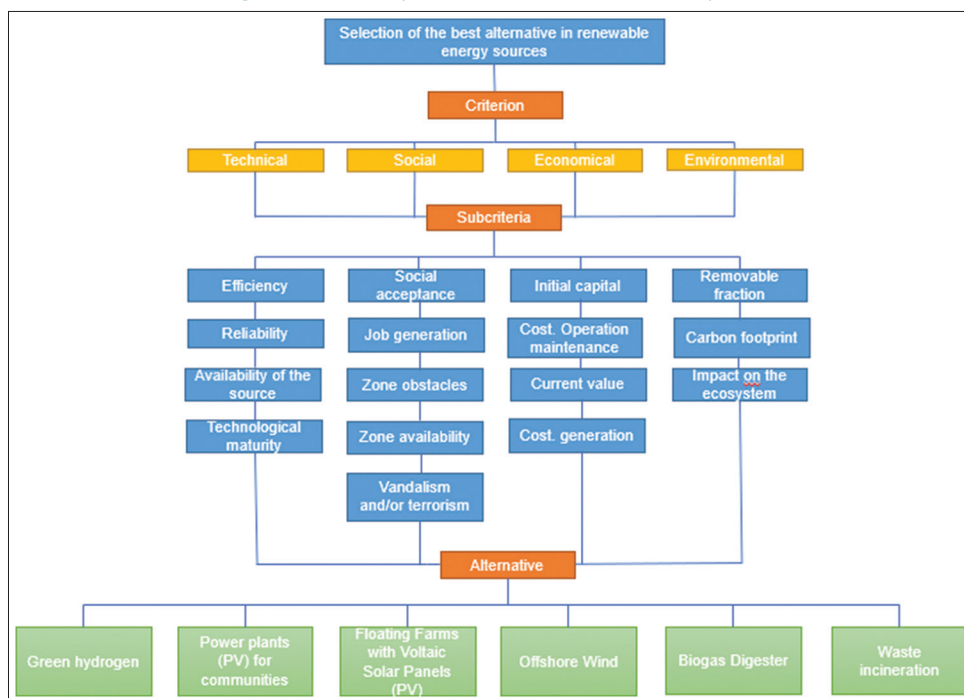 Selection of the best alternative in renewable
energy sources
Criterion
Technical
Social
Economical
Environmental
Subcriteria
Efficiency
Social
acceptance
Initial capital
Removable
fraction
Reliability
Job generation
Cost. Operation
maintenance
Carbon footprint
Availability of the
source
Zone obstacles
Current value
Impact on the
ecosystem
Technological
maturity
Zone availability
Cost. generation
Vandalism
and/or terrorism
Alternative
Green hydrogen
Power plants
(PV) for
communities
Floating Farms
with Voltaic
Solar Panels
(PV)
Offshore Wind
Biogas Digester
Waste
incineration